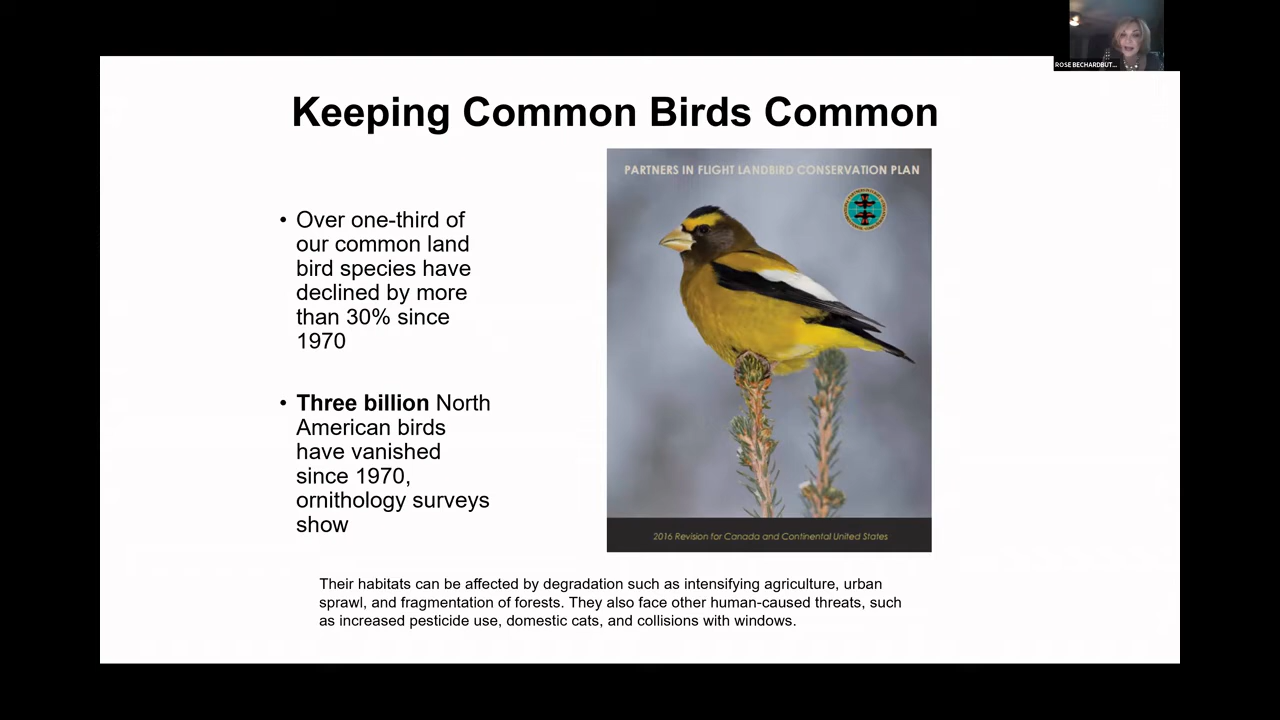 ROSE BECHARDBUT...
Keeping Common Birds Common
PARTNERS IN FLIGHT LANDBIRD CONSERVATION PLAN
• Over one-third of
our common land
bird species have
declined by more
than 30% since
1970
• Three billion North
American birds
have vanished
since 1970,
ornithology surveys
show
2016 Revision for Canada and Continental United States
Their habitats can be affected by degradation such as intensifying agriculture, urban
sprawl, and fragmentation of forests. They also face other human-caused threats, such
as increased pesticide use, domestic cats, and collisions with windows.